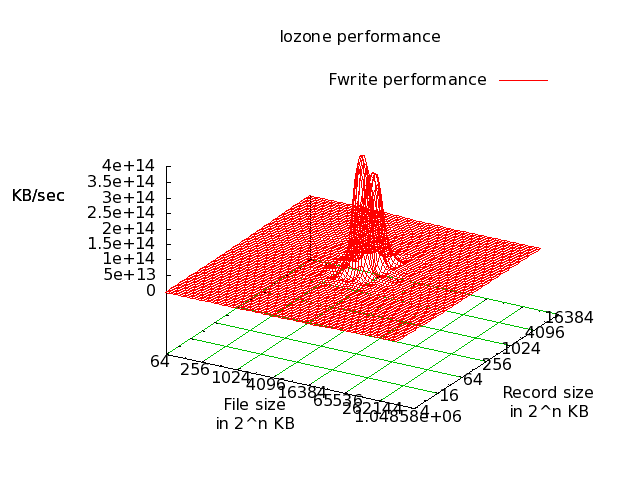 Iozone performance
Fwrite performance
KB/sec
4e+14
3.5e+14
3e+14
2.5e+14
2e+14
1.5e+14
1e+14
5e+13
0
64
256
1024
4096
16384
65536
262144
1.04858e+06
File size
in 2^n KB
4
16
64
256
1024
4096
16384
Record size
in 2^n KB